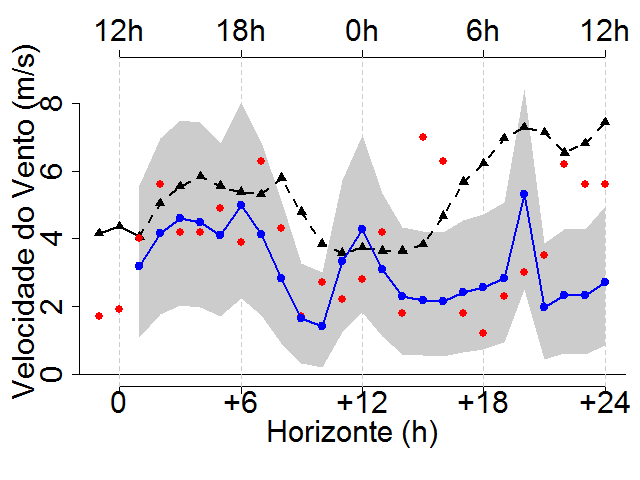 12h 18h 0h 6h 12h
Velocidade do Vento (m/s)
8
6
4
2
0
0 +6 +12 +18 +24
Horizonte (h)